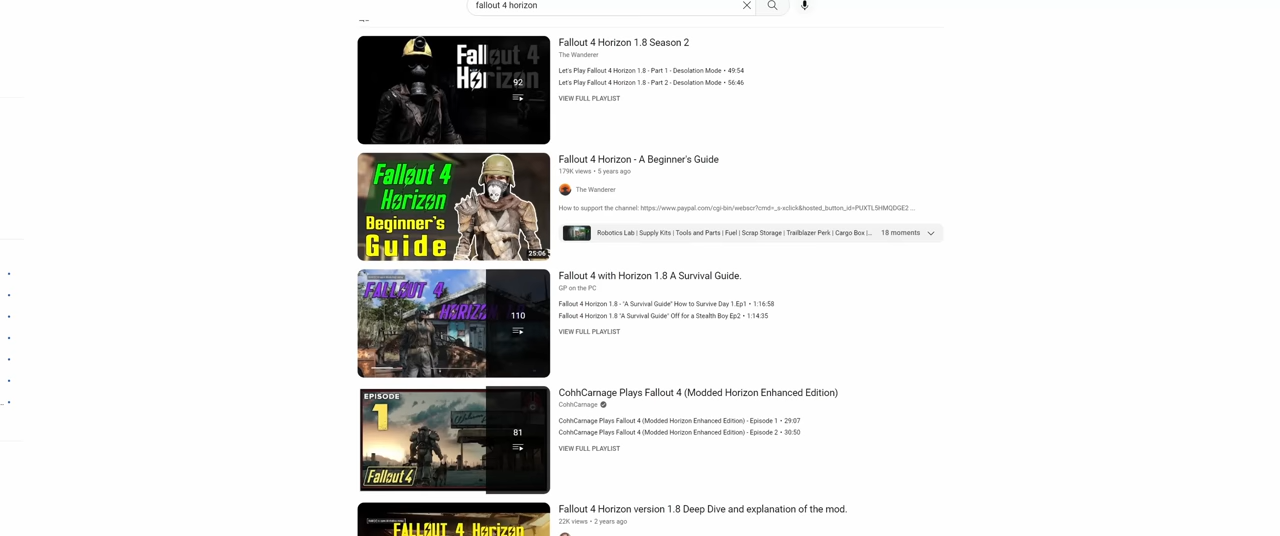 fallout 4 horizon
Fallout 4 Horizon 1.8 Season 2
The Wanderer
Let's Play Fallout 4 Horizon 1.8 - Part 1 - Desolation Mode • 49:54
Let's Play Fallout 4 Horizon 1.8 - Part 2 - Desolation Mode • 56:46
VIEW FULL PLAYLIST
Fallout 4
Horizon
92
Fallout 4 Horizon - A Beginner's Guide
179K views • 5 years ago
The Wanderer
How to support the channel: https://www.paypal.com/cgi-bin/webscr?cmd=_s-xclick&hosted_button_id=PUXTL5HMQDGE2 ...
Robotics Lab | Supply Kits | Tools and Parts | Fuel | Scrap Storage | Trailblazer Perk | Cargo Box |...
18 moments
Fallout 4
Horizon
Beginner's
Guide
25:06
Fallout 4 with Horizon 1.8 A Survival Guide.
GP on the PC
Fallout 4 Horizon 1.8 - "A Survival Guide" How to Survive Day 1.Ep1 • 1:16:58
Fallout 4 Horizon 1.8 "A Survival Guide" Off for a Stealth Boy Ep2 • 1:14:35
VIEW FULL PLAYLIST
FALLOUT 4
HORIZON
110
CohhCarnage Plays Fallout 4 (Modded Horizon Enhanced Edition)
CohhCarnage
CohhCarnage Plays Fallout 4 (Modded Horizon Enhanced Edition) - Episode 1 • 29:07
CohhCarnage Plays Fallout 4 (Modded Horizon Enhanced Edition) - Episode 2 • 30:50
VIEW FULL PLAYLIST
EPISODE
1
Fallout 4
81
Fallout 4 Horizon version 1.8 Deep Dive and explanation of the mod.
22K views • 2 years ago
FALLOUT 4 Horizon